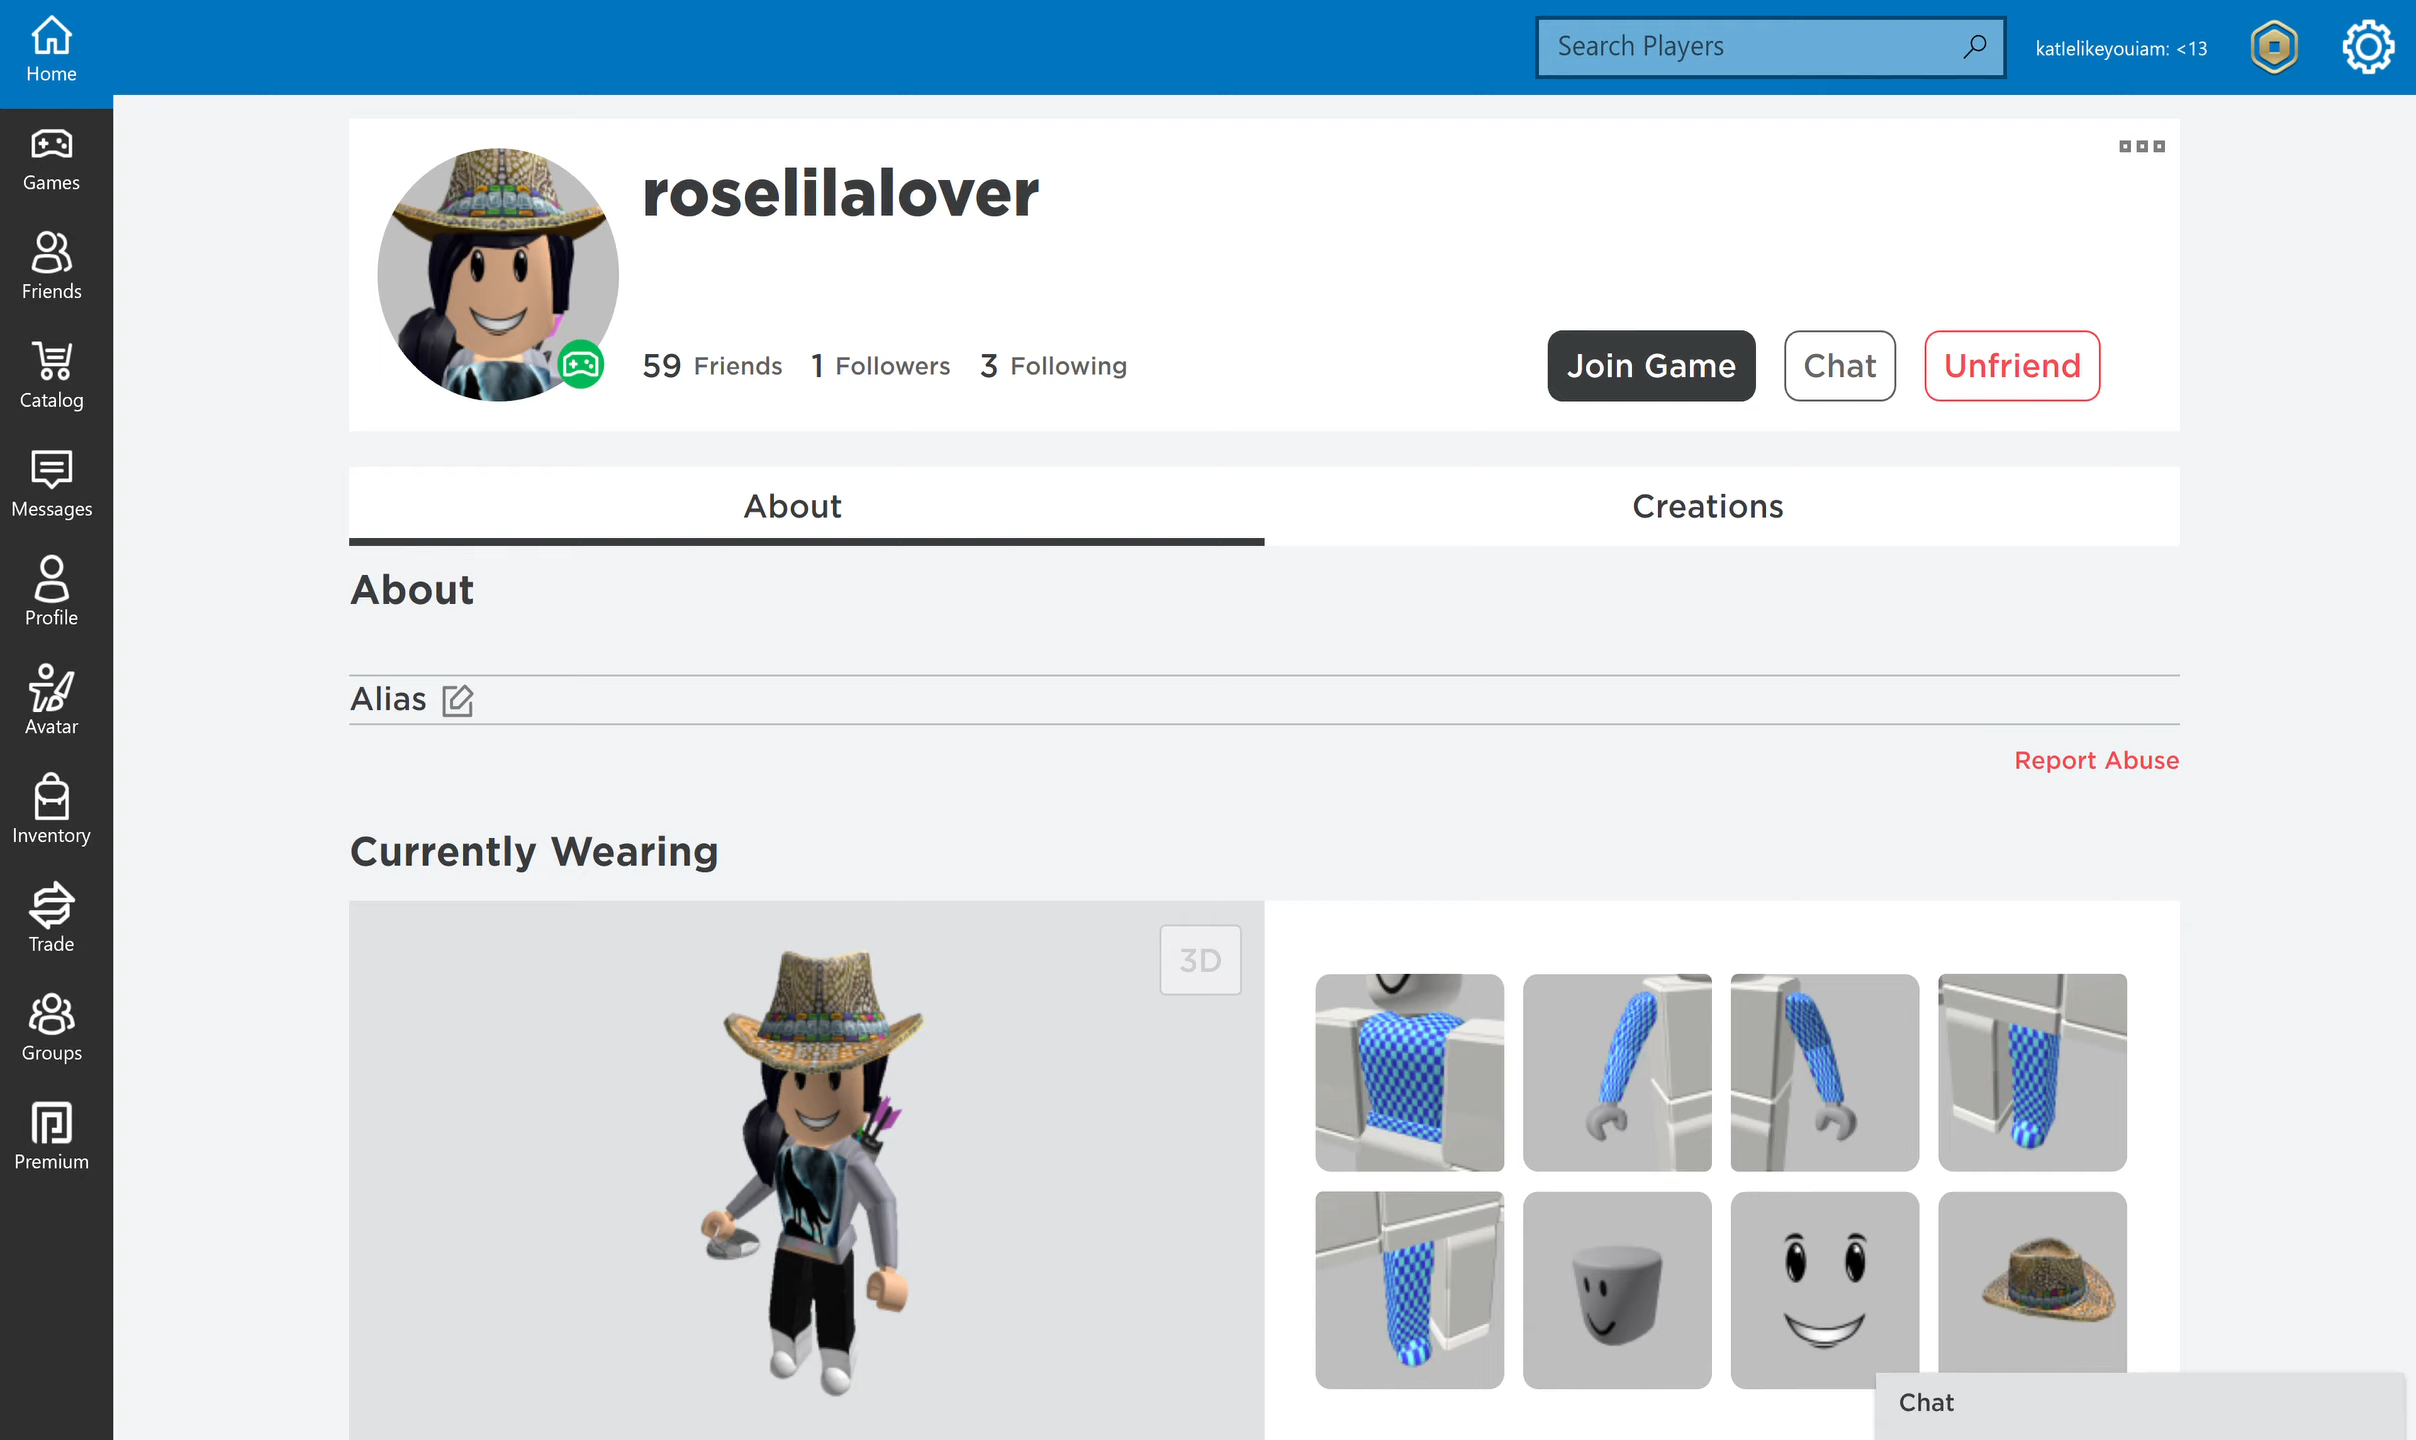 Home
Search Players
katlelikeyouiam: <13
Games
Friends
Catalog
Messages
Profile
Avatar
Inventory
Trade
Groups
Premium
roselilalover
59 Friends 1 Followers 3 Following
Join Game
Chat
Unfriend
About
Creations
About
Alias
Report Abuse
Currently Wearing
3D
Chat